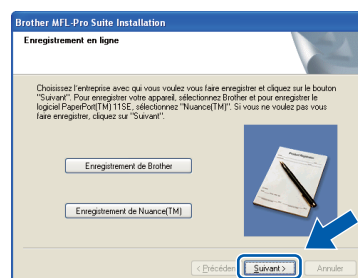 Brother MFL-Pro Suite Installation
Enregistrement en ligne
Choisissez l'entreprise avec qui vous voulez vous faire enregistrer et cliquez sur le bouton
"Suivant". Pour enregistrer votre appareil, sélectionnez Brother et pour enregistrer le
logiciel PaperPort(TM) 11SE, sélectionnez "Nuance(TM)". Si vous ne voulez pas vous
faire enregistrer, cliquez sur "Suivant".
Enregistrement de Brother
Product Registration
Enregistrement de Nuance(TM)
< Précéden
Suivant >
Annuler